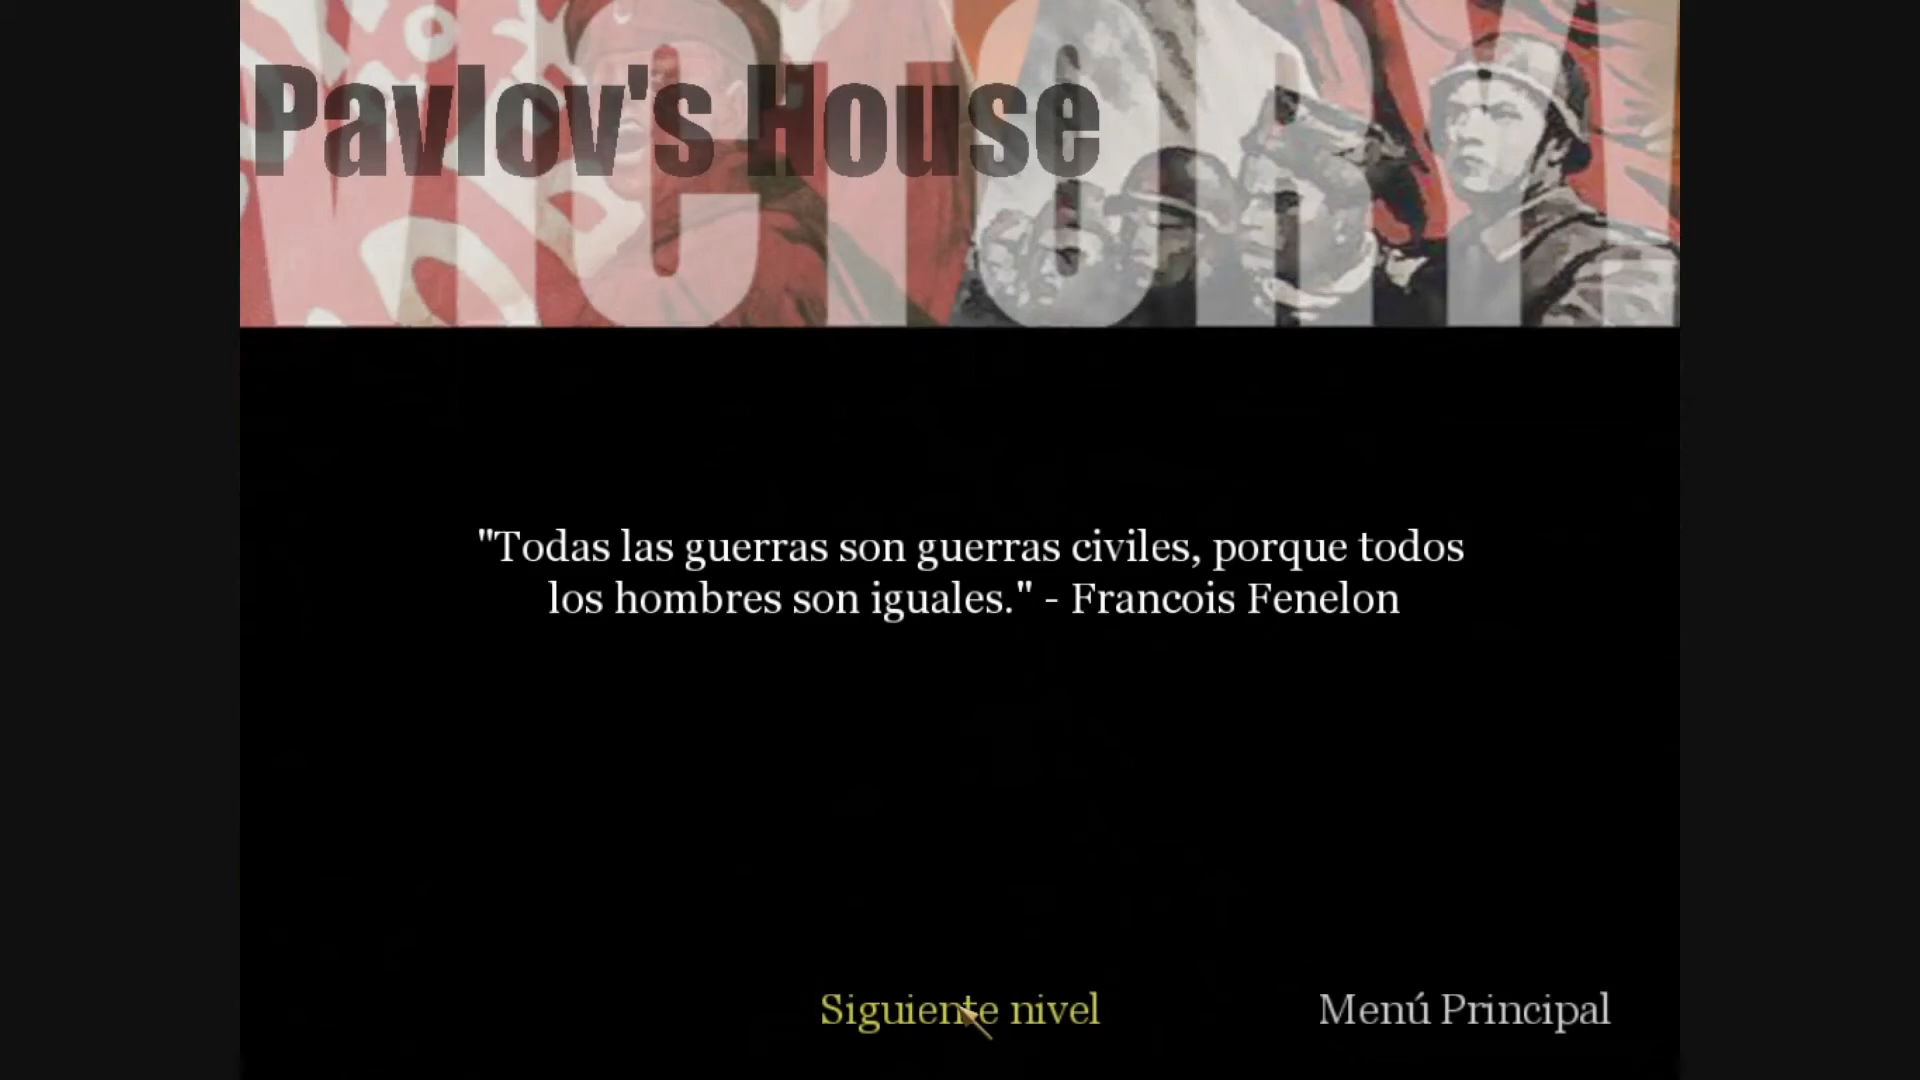 VICTORY
Pavlov's House
"Todas las guerras son guerras civiles, porque todos
los hombres son iguales." - Francois Fenelon
Siguiente nivel
Menú Principal